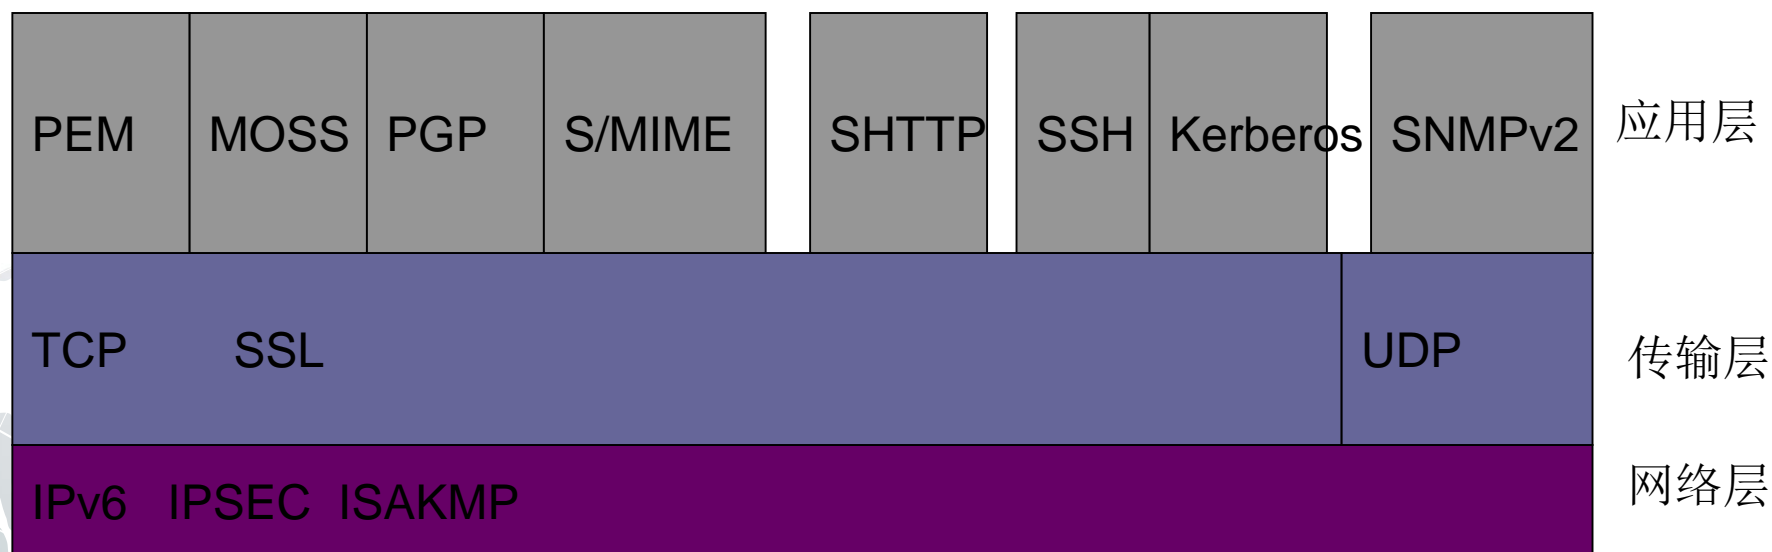 PEM MOSS PGP S/MIME SHTTP SSH Kerberos SNMPv2 应用层
TCP SSL UDP 传输层
IPv6 IPSEC ISAKMP 网络层